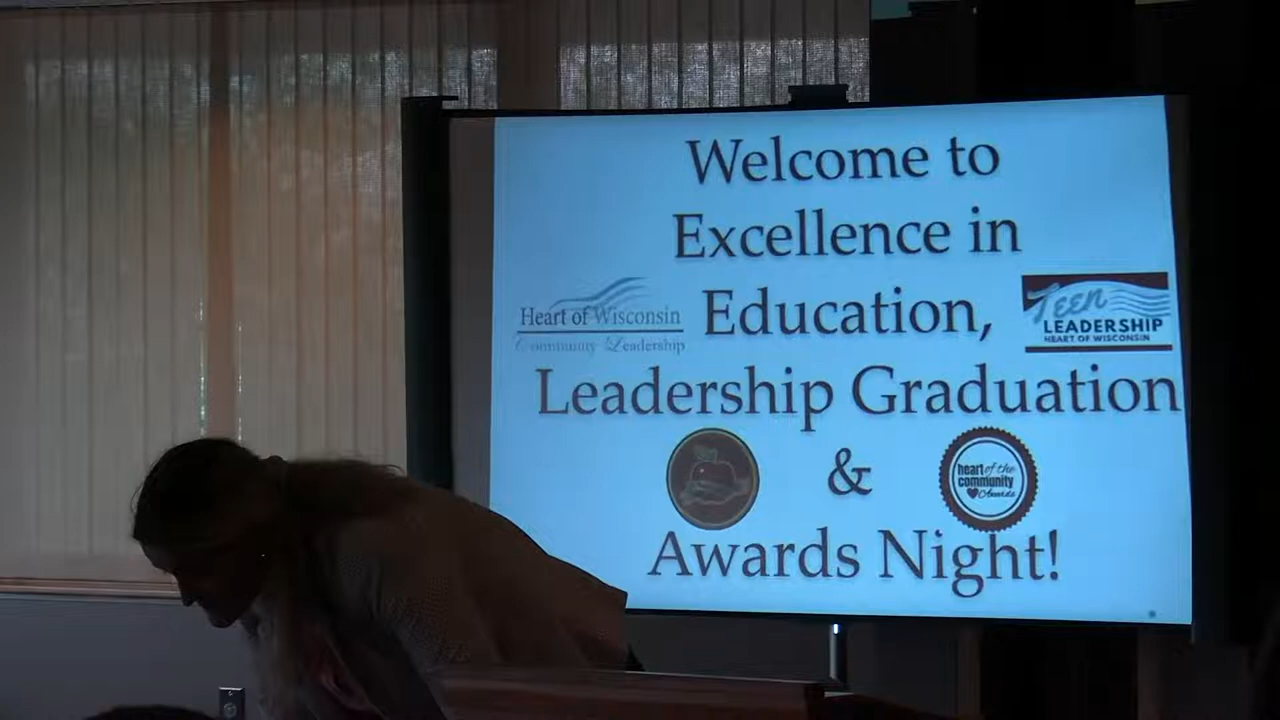 Welcome to
Excellence in
Heart of Wisconsin
Community Leadership
Education,
Teen
LEADERSHIP
HEART OF WISCONSIN
Leadership Graduation
&
heart of the
community
Awards
Awards Night!